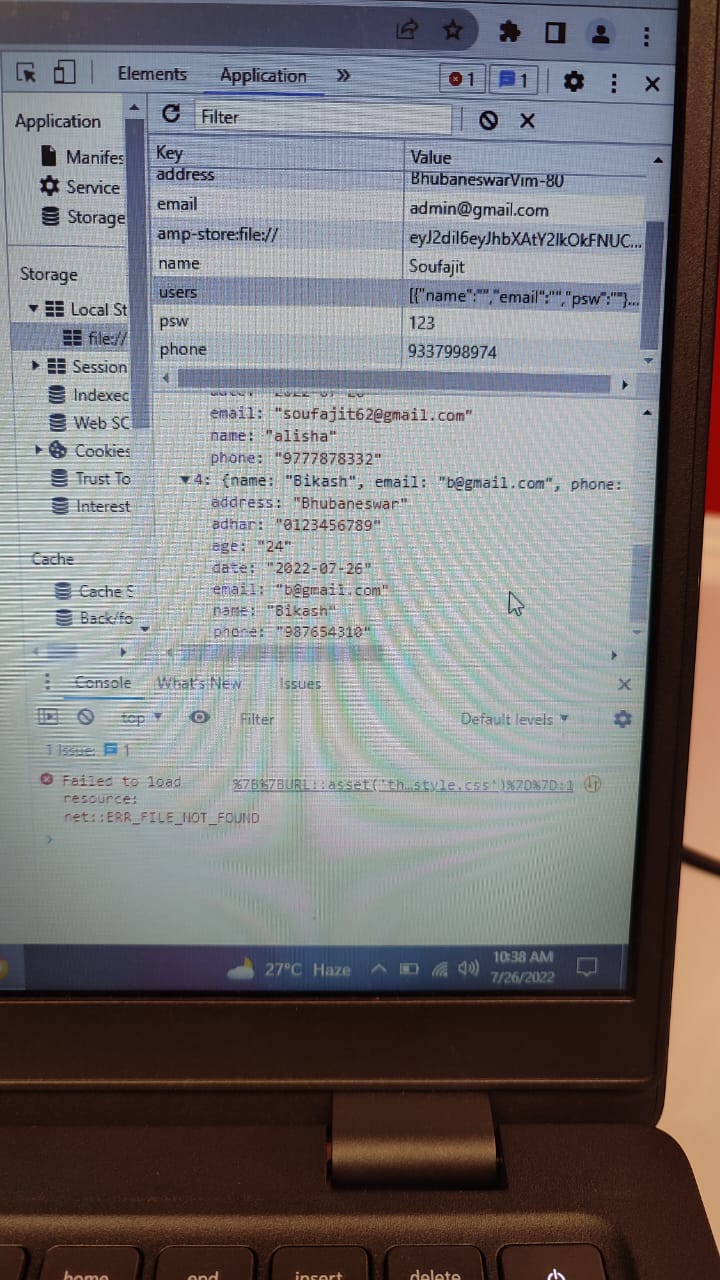 Elements Application » 1 1
Application Filter
Manifes
Service
Storage
Key Value
address BhubaneswarVim-80
email admin@gmail.com
amp-store:file:// eyJ2dil6eyJhbXAtY2lkOkFNUC...
name Soufajit
users [{"name":"","email":"","psw":""}...
psw 123
phone 9337998974
Storage
Local St
file://
Session
Indexec
Web SC
Cookies
Trust To
Interest
Cache
Cache S
Back/fo
email: "soufajit62@gmail.com"
name: "alisha"
phone: "9777878332"
4: {name: "Bikash", email: "b@gmail.com", phone:
address: "Bhubaneswar"
adhar: "0123456789"
age: "24"
date: "2022-07-26"
email: "b@gmail.com"
name: "Bikash"
phone: "987654310"
Console What's New Issues
top Filter Default levels
1 Issue: 1
Failed to load %7B%7BURL::asset('th…style.css')%7D%7D:1
resource:
net::ERR_FILE_NOT_FOUND
27°C Haze 10:38 AM
7/26/2022
home end insert delete